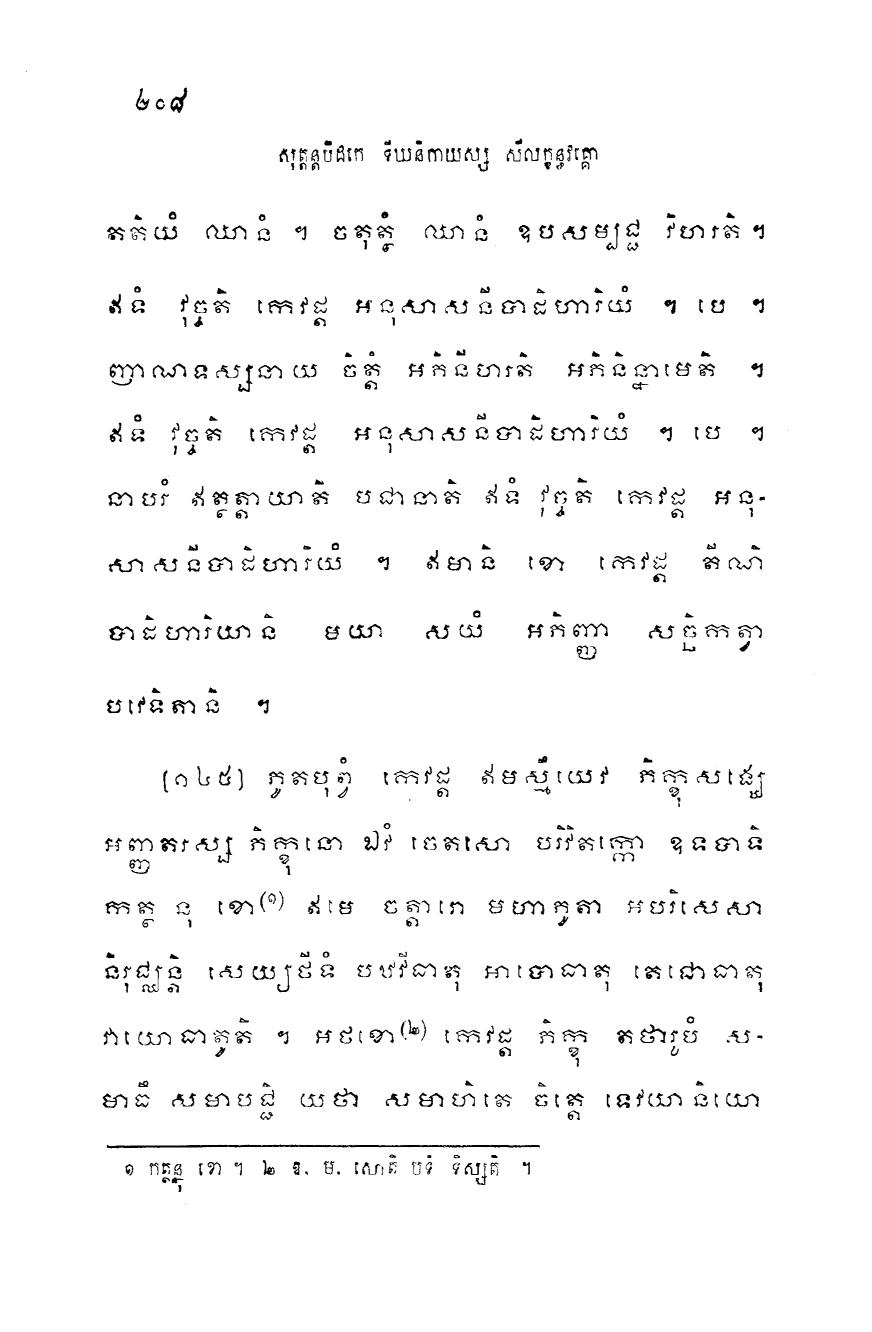 ២០៨
សុត្តន្តបិដកេ ទីឃនិកាយស្ស សីលក្ខន្ធវគ្គោ
តតិយំ ឈានំ ។ ចតុត្ថំ ឈានំ ឧបសម្បជ្ជ វិហរតិ ។
ឥទំ វុច្ចតិ កេវដ្ដ អនុសាសនីបាដិហារិយំ ។ បេ ។
ញាណទស្សនាយ ចិត្តំ អភិនីហរតិ អភិនិន្នាមេតិ ។
ឥទំ វុច្ចតិ កេវដ្ដ អនុសាសនីបាដិហារិយំ ។ បេ ។
នាបរំ ឥត្ថត្តាយាតិ បជានាតិ ឥទំ វុច្ចតិ កេវដ្ដ អនុ-
សាសនីបាដិហារិយំ ។ ឥមានិ ខោ កេវដ្ដ តីណិ
បាដិហារិយានិ មយា សយំ អភិញ្ញា សច្ឆិកត្វា
បវេទិតានិ ។
[១៤៥] ភូតបុព្វំ កេវដ្ដ ឥមស្មឹយេវ ភិក្ខុសង្ឃេ
អញ្ញតរស្ស ភិក្ខុនោ ឯវំ ចេតសោ បរិវិតក្កោ ឧទបាទិ
កត្ថ នុ ខោ(១) ឥមេ ចត្តារោ មហាភូតា អបរិសេសា
និរុជ្ឈន្តិ សេយ្យថីទំ បឋវីធាតុ អាបោធាតុ តេជោធាតុ
វាយោធាតូតិ ។ អថខោ(២) កេវដ្ដ ភិក្ខុ តថារូបំ ស-
មាធឹ សមាបជ្ជិ យថា សមាហិតេ ចិត្តេ ទេវយានិយោ
១ កត្ថន្នុ ខោ ។ ២ ឱ. ម. សោតិ បទំ ទិស្សតិ ។